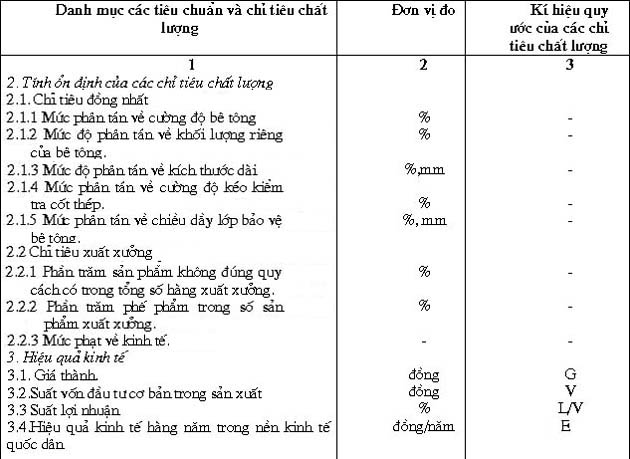 Danh mục các tiêu chuẩn và chỉ tiêu chất Đơn vị đo Kí hiệu quy
lượng ước của các chỉ
tiêu chất lượng
1 2 3
2. Tính ổn định của các chỉ tiêu chất lượng
2.1. Chỉ tiêu đồng nhất
2.1.1 Mức phân tán về cường độ bê tông % -
2.1.2 Mức độ phân tán về khối lượng riêng % -
của bê tông.
2.1.3 Mức độ phân tán về kích thước dài %,mm -
2.1.4 Mức phân tán về cường độ kéo kiểm
tra cốt thép. % -
2.1.5 Mức phân tán về chiều dầy lớp bảo vệ %, mm -
bê tông.
2.2 Chỉ tiêu xuất xưởng
2.2.1 Phần trăm sản phẩm không đúng quy % -
cách có trong tổng số hàng xuất xưởng.
2.2.2 Phần trăm phế phẩm trong số sản % -
phẩm xuất xưởng.
2.2.3 Mức phạt về kinh tế. - -
3. Hiệu quả kinh tế
3.1. Giá thành. đồng G
3.2.Suất vốn đầu tư cơ bản trong sản xuất đồng V
3.3 Suất lợi nhuận % L/V
3.4.Hiệu quả kinh tế hàng năm trong nền kinh tế đồng/năm E
quốc dân